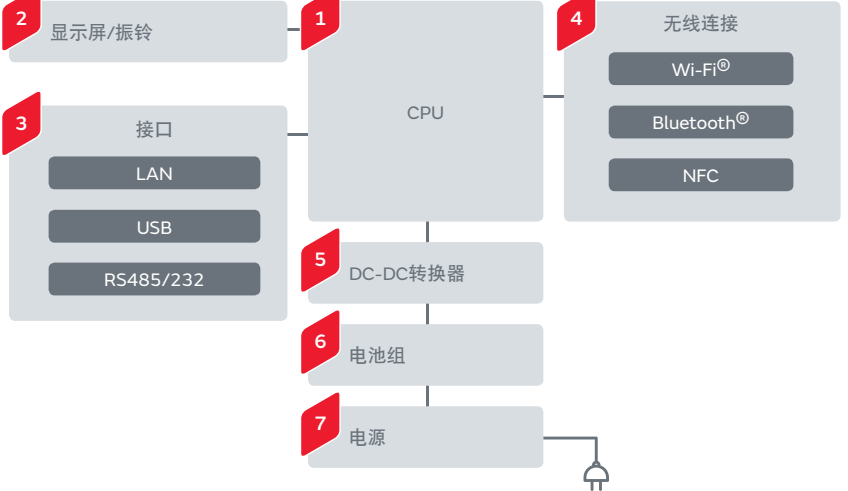 2
显示屏/振铃
1
CPU
4
无线连接
Wi-Fi®
Bluetooth®
NFC
3
接口
LAN
USB
RS485/232
5
DC-DC转换器
6
电池组
7
电源